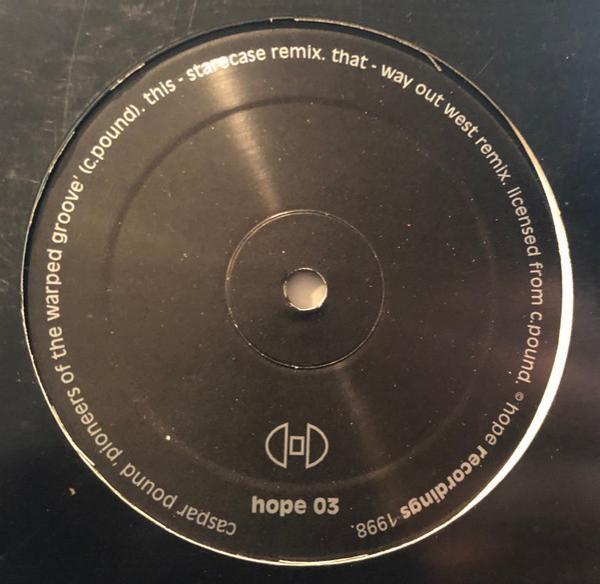 caspar pound 'pioneers of the warped groove' (c.pound). this - starecase remix. that - way out west remix. licensed from c.pound. ℗ hope recordings 1998.
hope 03